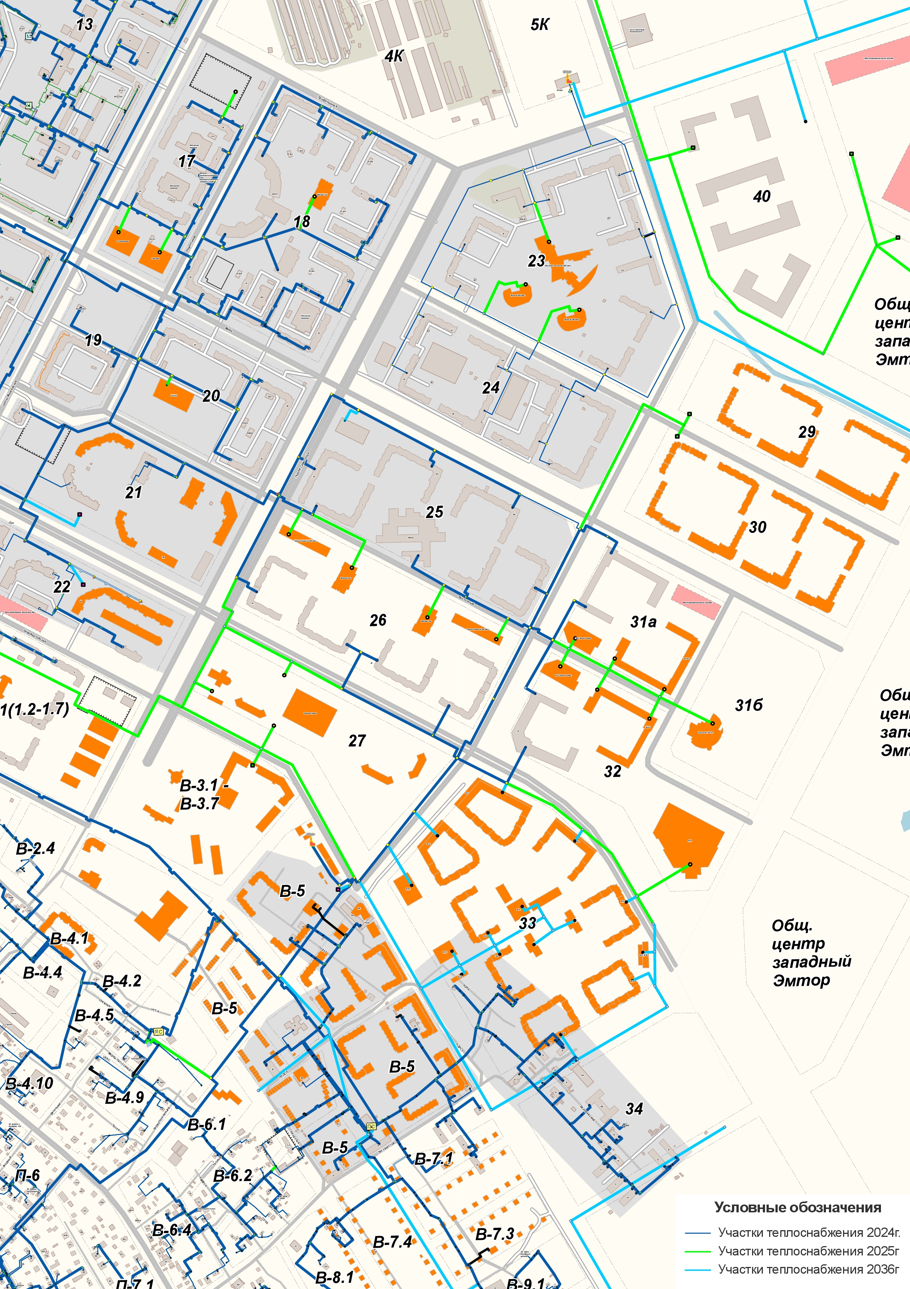 13
4К
5К
17
18
40
23
Общ
цен
запа
Эмт
19
20
24
29
21
25
30
22
26
31а
1(1.2-1.7)
31б
Общ
цен
запа
Эмт
27
32
В-3.1 -
В-3.7
В-2.4
В-5
33
Общ.
центр
западный
Эмтор
В-4.1
В-4.4
В-4.2
В-4.5
В-5
В-5
В-4.10
В-4.9
34
В-6.1
В-5
В-7.1
П-6
В-6.2
В-6.4
В-7.4
В-7.3
В-8.1
П-7.1
В-9.1
Условные обозначения
Участки теплоснабжения 2024г.
Участки теплоснабжения 2025г
Участки теплоснабжения 2036г